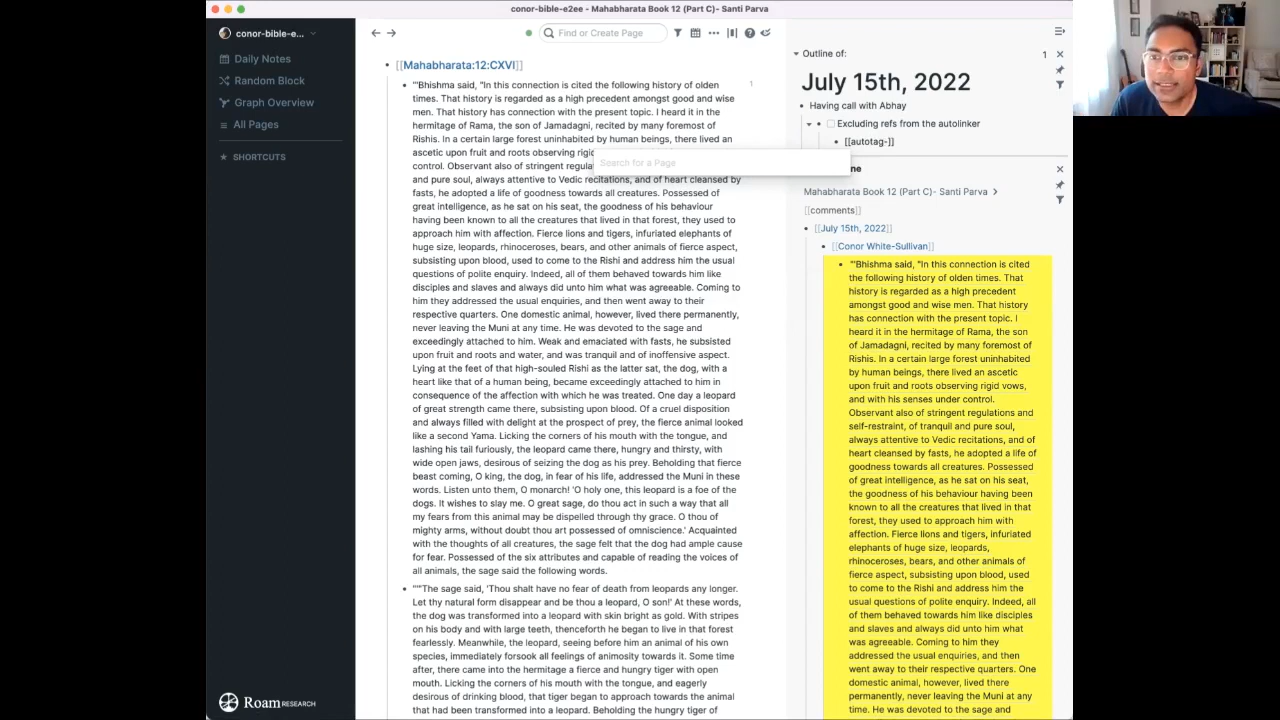 conor-bible-e2ee - Mahabharata Book 12 (Part C)- Santi Parva
conor-bible-e...
Daily Notes
Random Block
Graph Overview
All Pages
SHORTCUTS
Roam RESEARCH
Find or Create Page
[[Mahabharata:12:CXVI]]
1
"'Bhishma said, "In this connection is cited the following history of olden
times. That history is regarded as a high precedent amongst good and wise
men. That history has connection with the present topic. I heard it in the
hermitage of Rama, the son of Jamadagni, recited by many foremost of
Rishis. In a certain large forest uninhabited by human beings, there lived an
ascetic upon fruit and roots observing rigid
control. Observant also of stringent regula
and pure soul, always attentive to Vedic recitations, and of heart cleansed by
fasts, he adopted a life of goodness towards all creatures. Possessed of
great intelligence, as he sat on his seat, the goodness of his behaviour
having been known to all the creatures that lived in that forest, they used to
approach him with affection. Fierce lions and tigers, infuriated elephants of
huge size, leopards, rhinoceroses, bears, and other animals of fierce aspect,
subsisting upon blood, used to come to the Rishi and address him the usual
questions of polite enquiry. Indeed, all of them behaved towards him like
disciples and slaves and always did unto him what was agreeable. Coming to
him they addressed the usual enquiries, and then went away to their
respective quarters. One domestic animal, however, lived there permanently,
never leaving the Muni at any time. He was devoted to the sage and
exceedingly attached to him. Weak and emaciated with fasts, he subsisted
upon fruit and roots and water, and was tranquil and of inoffensive aspect.
Lying at the feet of that high-souled Rishi as the latter sat, the dog, with a
heart like that of a human being, became exceedingly attached to him in
consequence of the affection with which he was treated. One day a leopard
of great strength came there, subsisting upon blood. Of a cruel disposition
and always filled with delight at the prospect of prey, the fierce animal looked
like a second Yama. Licking the corners of his mouth with the tongue, and
lashing his tail furiously, the leopard came there, hungry and thirsty, with
wide open jaws, desirous of seizing the dog as his prey. Beholding that fierce
beast coming, O king, the dog, in fear of his life, addressed the Muni in these
words. Listen unto them, O monarch! 'O holy one, this leopard is a foe of the
dogs. It wishes to slay me. O great sage, do thou act in such a way that all
my fears from this animal may be dispelled through thy grace. O thou of
mighty arms, without doubt thou art possessed of omniscience.' Acquainted
with the thoughts of all creatures, the sage felt that the dog had ample cause
for fear. Possessed of the six attributes and capable of reading the voices of
all animals, the sage said the following words.
"'"The sage said, 'Thou shalt have no fear of death from leopards any longer.
Let thy natural form disappear and be thou a leopard, O son!' At these words,
the dog was transformed into a leopard with skin bright as gold. With stripes
on his body and with large teeth, thenceforth he began to live in that forest
fearlessly. Meanwhile, the leopard, seeing before him an animal of his own
species, immediately forsook all feelings of animosity towards it. Some time
after, there came into the hermitage a fierce and hungry tiger with open
mouth. Licking the corners of his mouth with the tongue, and eagerly
desirous of drinking blood, that tiger began to approach towards the animal
that had been transformed into a leopard. Beholding the hungry tiger of
Search for a Page
Outline of:
1
July 15th, 2022
Having call with Abhay
Excluding refs from the autolinker
[[autotag-]]
ne
Mahabharata Book 12 (Part C)- Santi Parva
[[comments]]
[[July 15th, 2022]]
[[Conor White-Sullivan]]
"'Bhishma said, "In this connection is cited
the following history of olden times. That
history is regarded as a high precedent
amongst good and wise men. That history
has connection with the present topic. I
heard it in the hermitage of Rama, the son
of Jamadagni, recited by many foremost of
Rishis. In a certain large forest uninhabited
by human beings, there lived an ascetic
upon fruit and roots observing rigid vows,
and with his senses under control.
Observant also of stringent regulations and
self-restraint, of tranquil and pure soul,
always attentive to Vedic recitations, and of
heart cleansed by fasts, he adopted a life of
goodness towards all creatures. Possessed
of great intelligence, as he sat on his seat,
the goodness of his behaviour having been
known to all the creatures that lived in that
forest, they used to approach him with
affection. Fierce lions and tigers, infuriated
elephants of huge size, leopards,
rhinoceroses, bears, and other animals of
fierce aspect, subsisting upon blood, used
to come to the Rishi and address him the
usual questions of polite enquiry. Indeed, all
of them behaved towards him like disciples
and slaves and always did unto him what
was agreeable. Coming to him they
addressed the usual enquiries, and then
went away to their respective quarters. One
domestic animal, however, lived there
permanently, never leaving the Muni at any
time. He was devoted to the sage and